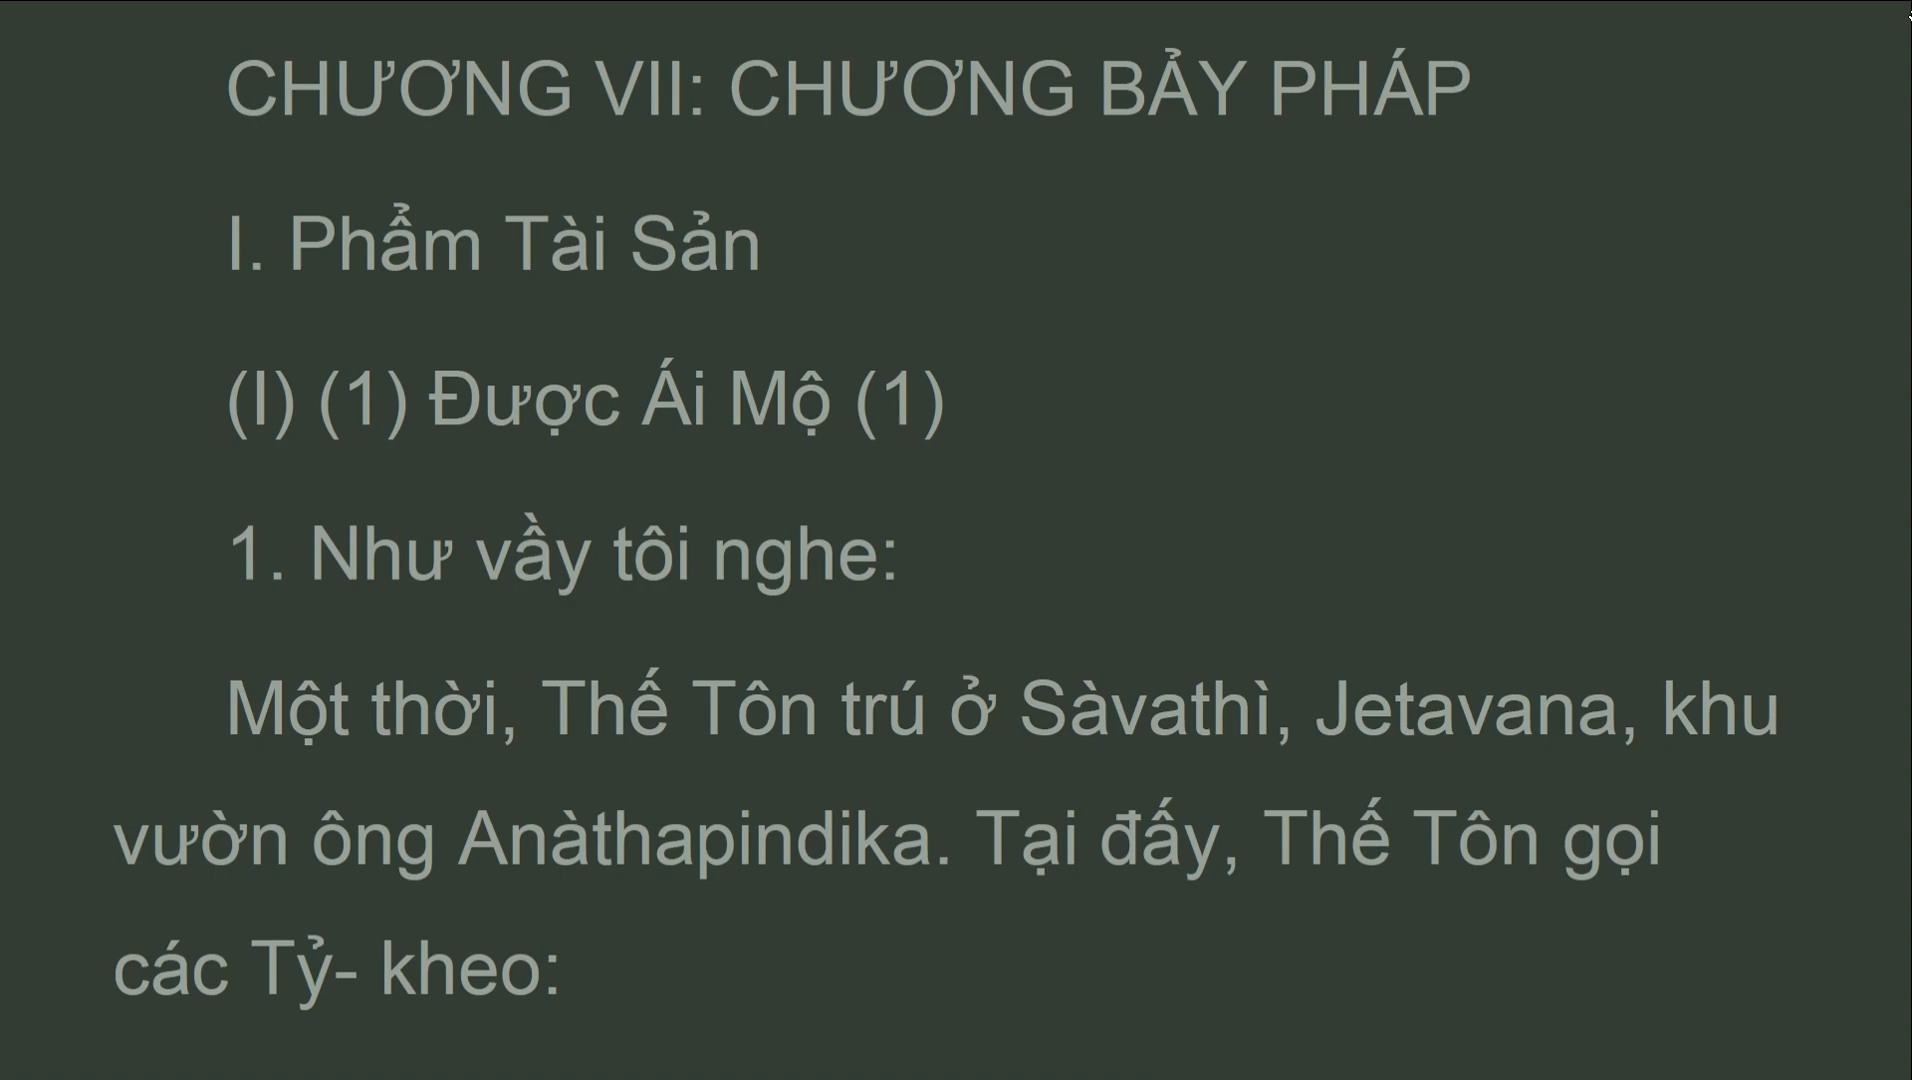 CHƯƠNG VII: CHƯƠNG BẢY PHÁP
I. Phẩm Tài Sản
(I) (1) Được Ái Mộ (1)
1. Như vầy tôi nghe:
Một thời, Thế Tôn trú ở Sàvathì, Jetavana, khu
vườn ông Anàthapindika. Tại đấy, Thế Tôn gọi
các Tỷ- kheo: